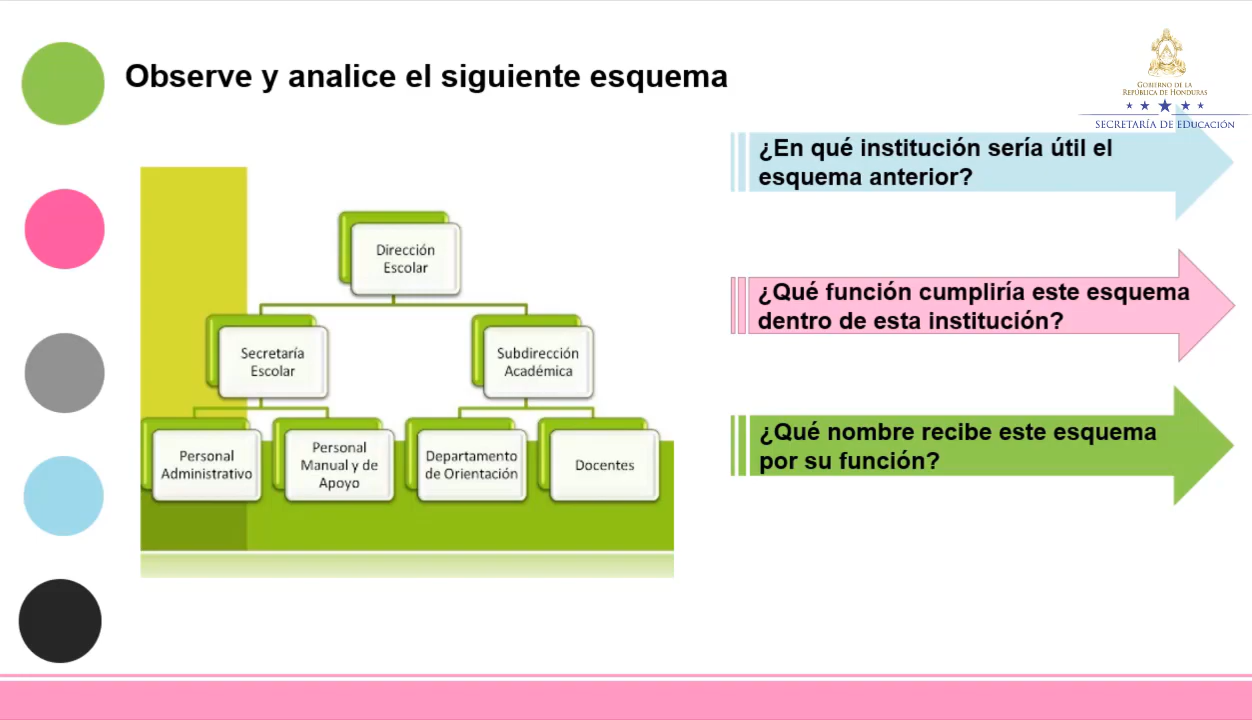 Observe y analice el siguiente esquema
GOBIERNO DE LA
REPÚBLICA DE HONDURAS
SECRETARÍA DE EDUCACIÓN
Dirección
Escolar
Secretaría
Escolar
Subdirección
Académica
Personal
Administrativo
Personal
Manual y de
Apoyo
Departamento
de Orientación
Docentes
¿En qué institución sería útil el
esquema anterior?
¿Qué función cumpliría este esquema
dentro de esta institución?
¿Qué nombre recibe este esquema
por su función?